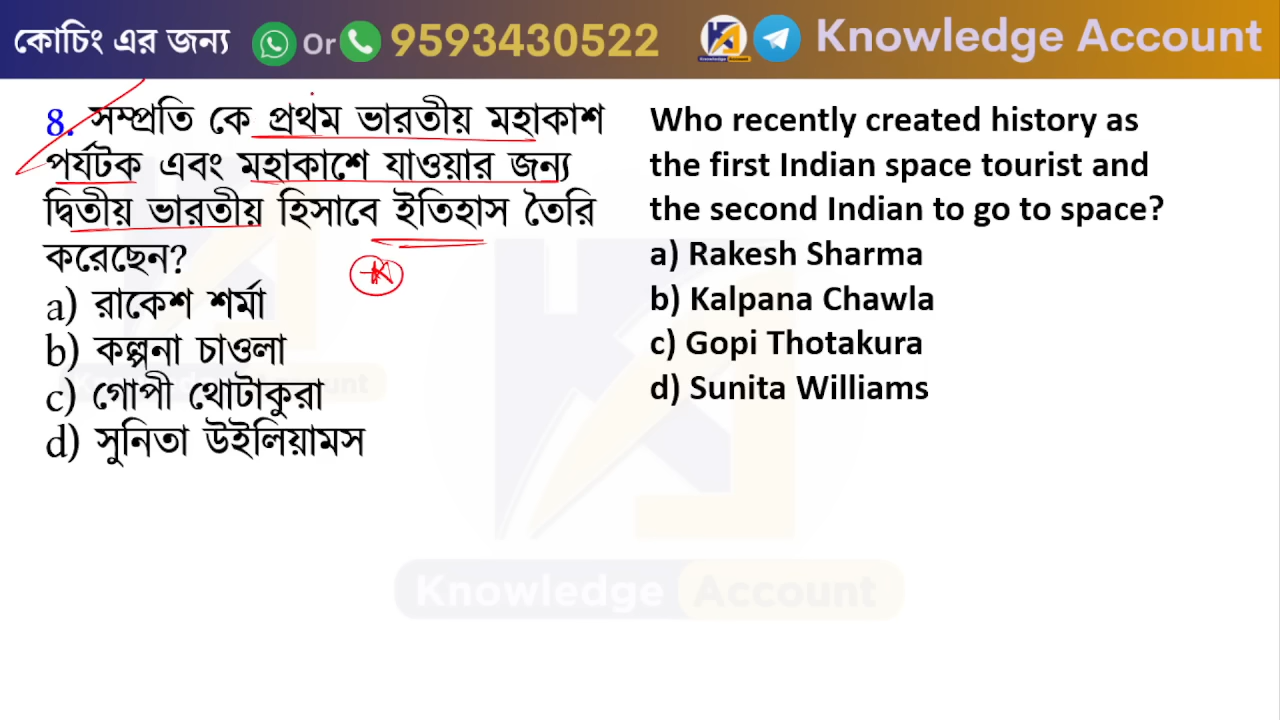 কোচিং এর জন্য Or 9593430522 Knowledge Account
8. সম্প্রতি কে প্রথম ভারতীয় মহাকাশ
পর্যটক এবং মহাকাশে যাওয়ার জন্য
দ্বিতীয় ভারতীয় হিসাবে ইতিহাস তৈরি
করেছেন?
a) রাকেশ শর্মা
b) কল্পনা চাওলা
c) গোপী থোটাকুরা
d) সুনিতা উইলিয়ামস
Who recently created history as
the first Indian space tourist and
the second Indian to go to space?
a) Rakesh Sharma
b) Kalpana Chawla
c) Gopi Thotakura
d) Sunita Williams
Knowledge Account